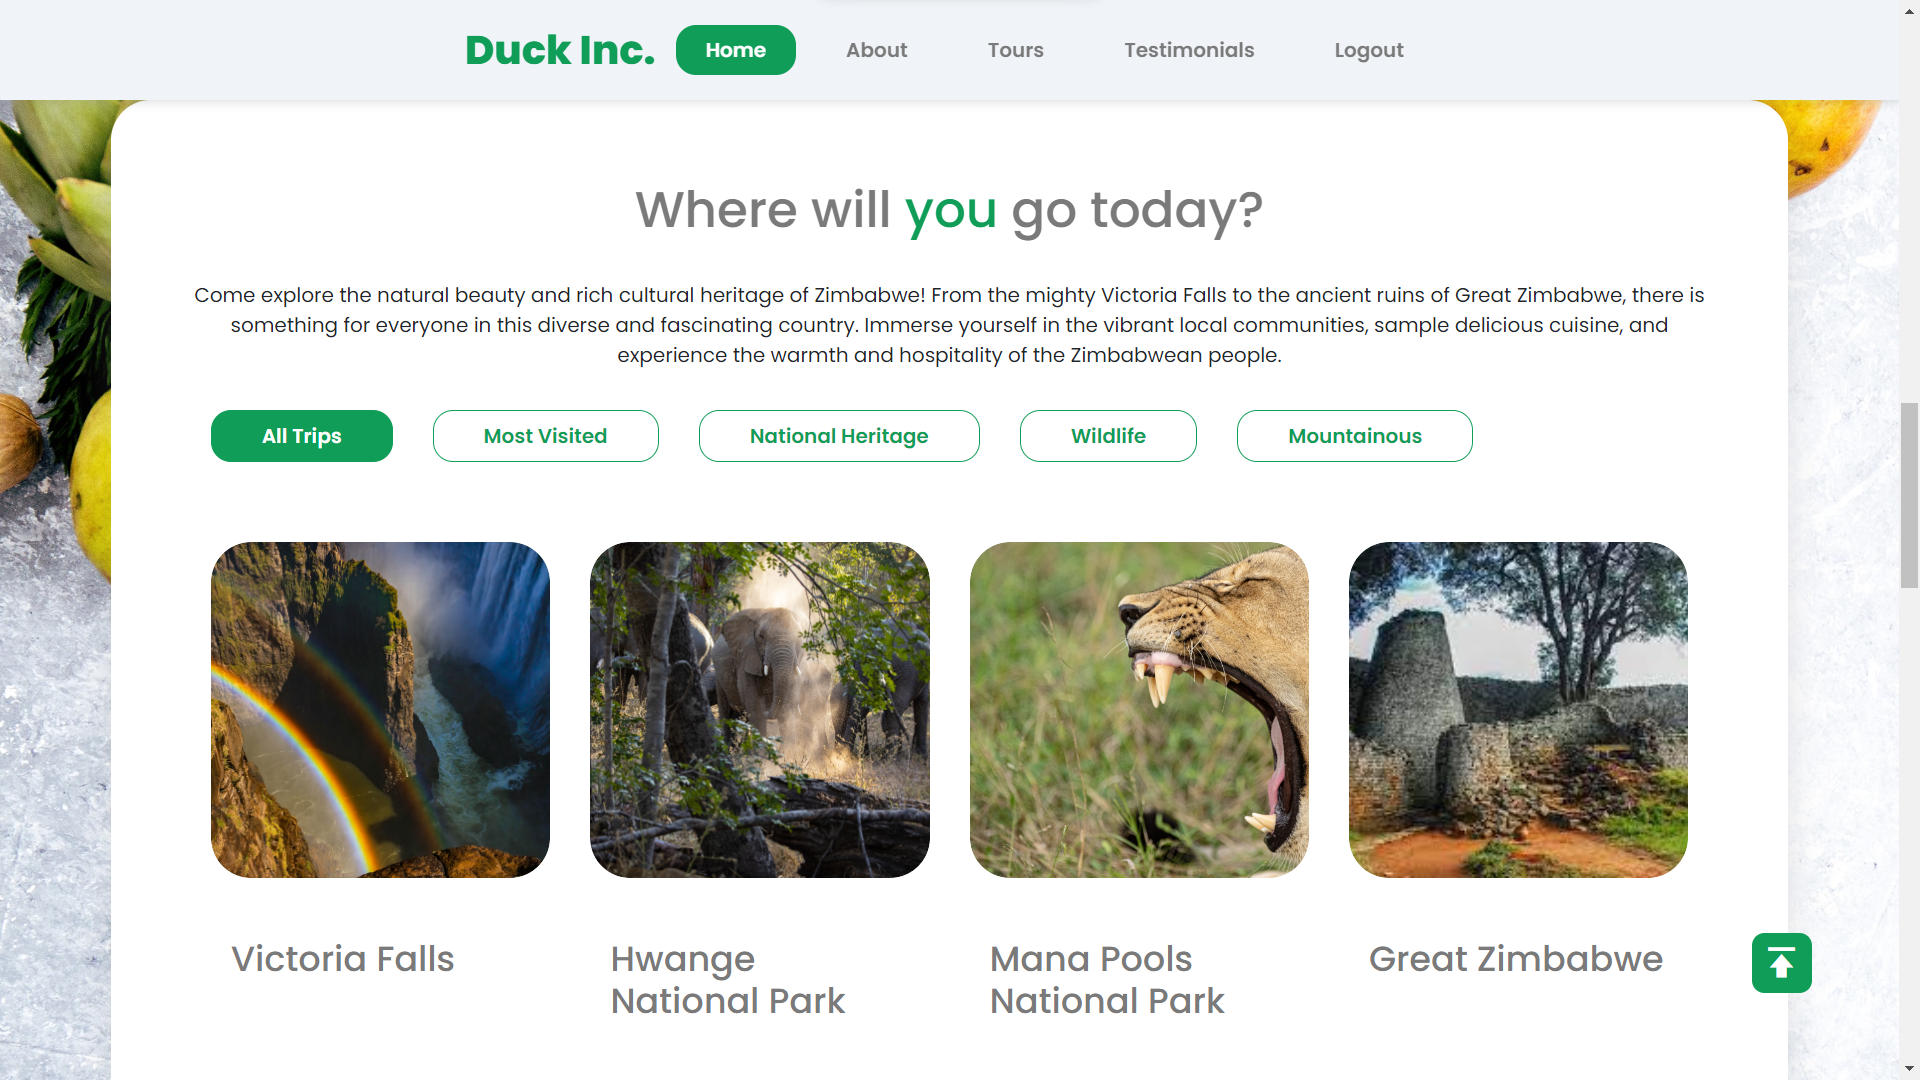 Duck Inc. Home About Tours Testimonials Logout
Where will you go today?
Come explore the natural beauty and rich cultural heritage of Zimbabwe! From the mighty Victoria Falls to the ancient ruins of Great Zimbabwe, there is
something for everyone in this diverse and fascinating country. Immerse yourself in the vibrant local communities, sample delicious cuisine, and
experience the warmth and hospitality of the Zimbabwean people.
All Trips Most Visited National Heritage Wildlife Mountainous
Victoria Falls
Hwange
National Park
Mana Pools
National Park
Great Zimbabwe